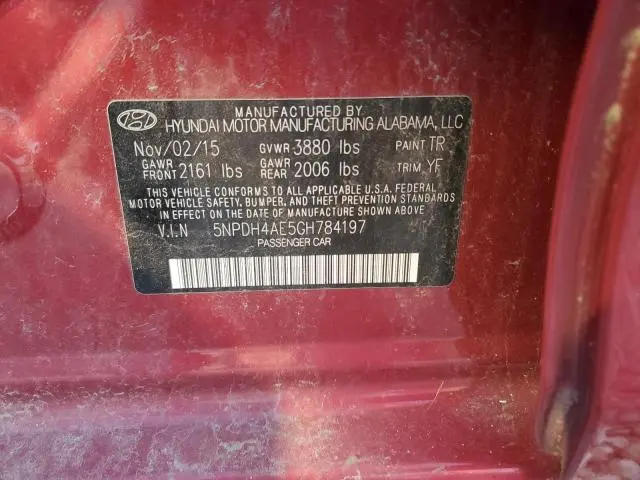 MANUFACTURED BY
HYUNDAI MOTOR MANUFACTURING ALABAMA, LLC
Nov/02/15 GVWR 3880 lbs PAINT TR
GAWR FRONT 2161 lbs GAWR REAR 2006 lbs TRIM YF
THIS VEHICLE CONFORMS TO ALL APPLICABLE U.S.A. FEDERAL
MOTOR VEHICLE SAFETY, BUMPER, AND THEFT PREVENTION STANDARDS
IN EFFECT ON THE DATE OF MANUFACTURE SHOWN ABOVE.
V.I.N 5NPDH4AE5GH784197
PASSENGER CAR